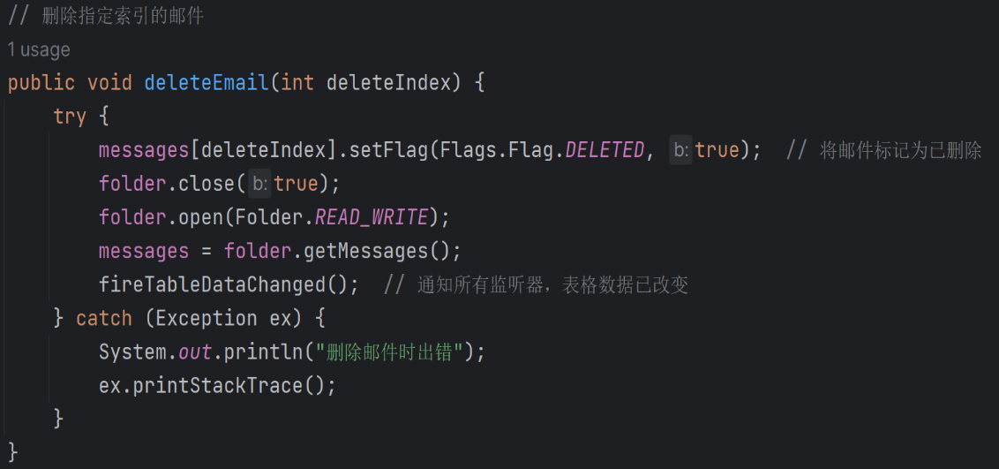 // 删除指定索引的邮件
1 usage
public void deleteEmail(int deleteIndex) {
try {
messages[deleteIndex].setFlag(Flags.Flag.DELETED, b: true); // 将邮件标记为已删除
folder.close( b: true);
folder.open(Folder.READ_WRITE);
messages = folder.getMessages();
fireTableDataChanged(); // 通知所有监听器，表格数据已改变
} catch (Exception ex) {
System.out.println("删除邮件时出错");
ex.printStackTrace();
}
}